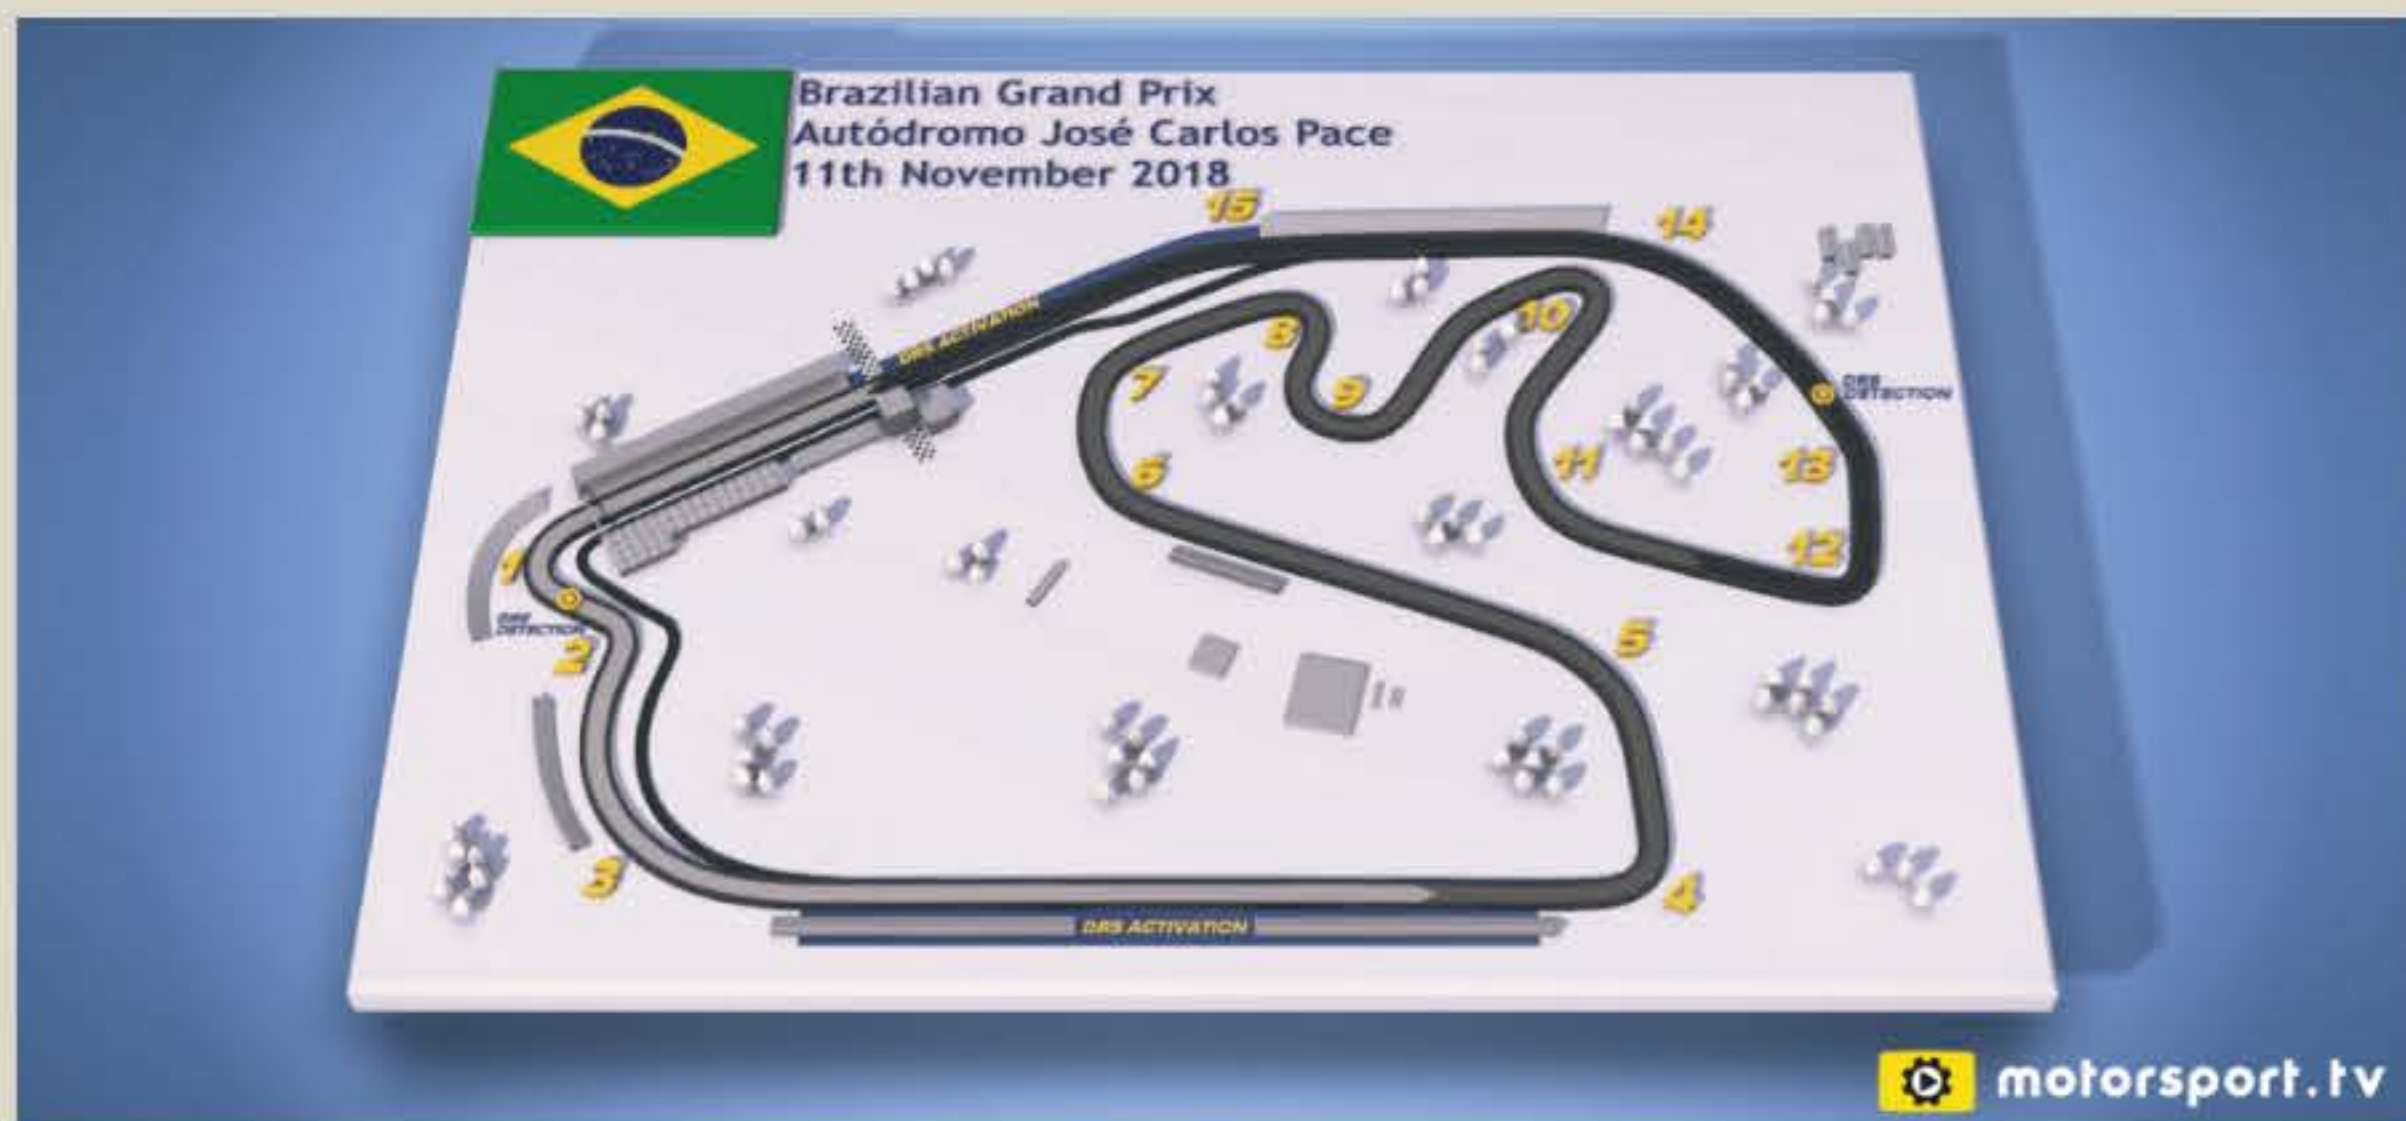 Brazilian Grand Prix
Autódromo José Carlos Pace
11th November 2018
15
14
DRS ACTIVATION
10
8
7
9
DRS
DETECTION
6
11
13
12
1
DRS
DETECTION
2
5
3
4
DRS ACTIVATION
motorsport.tv